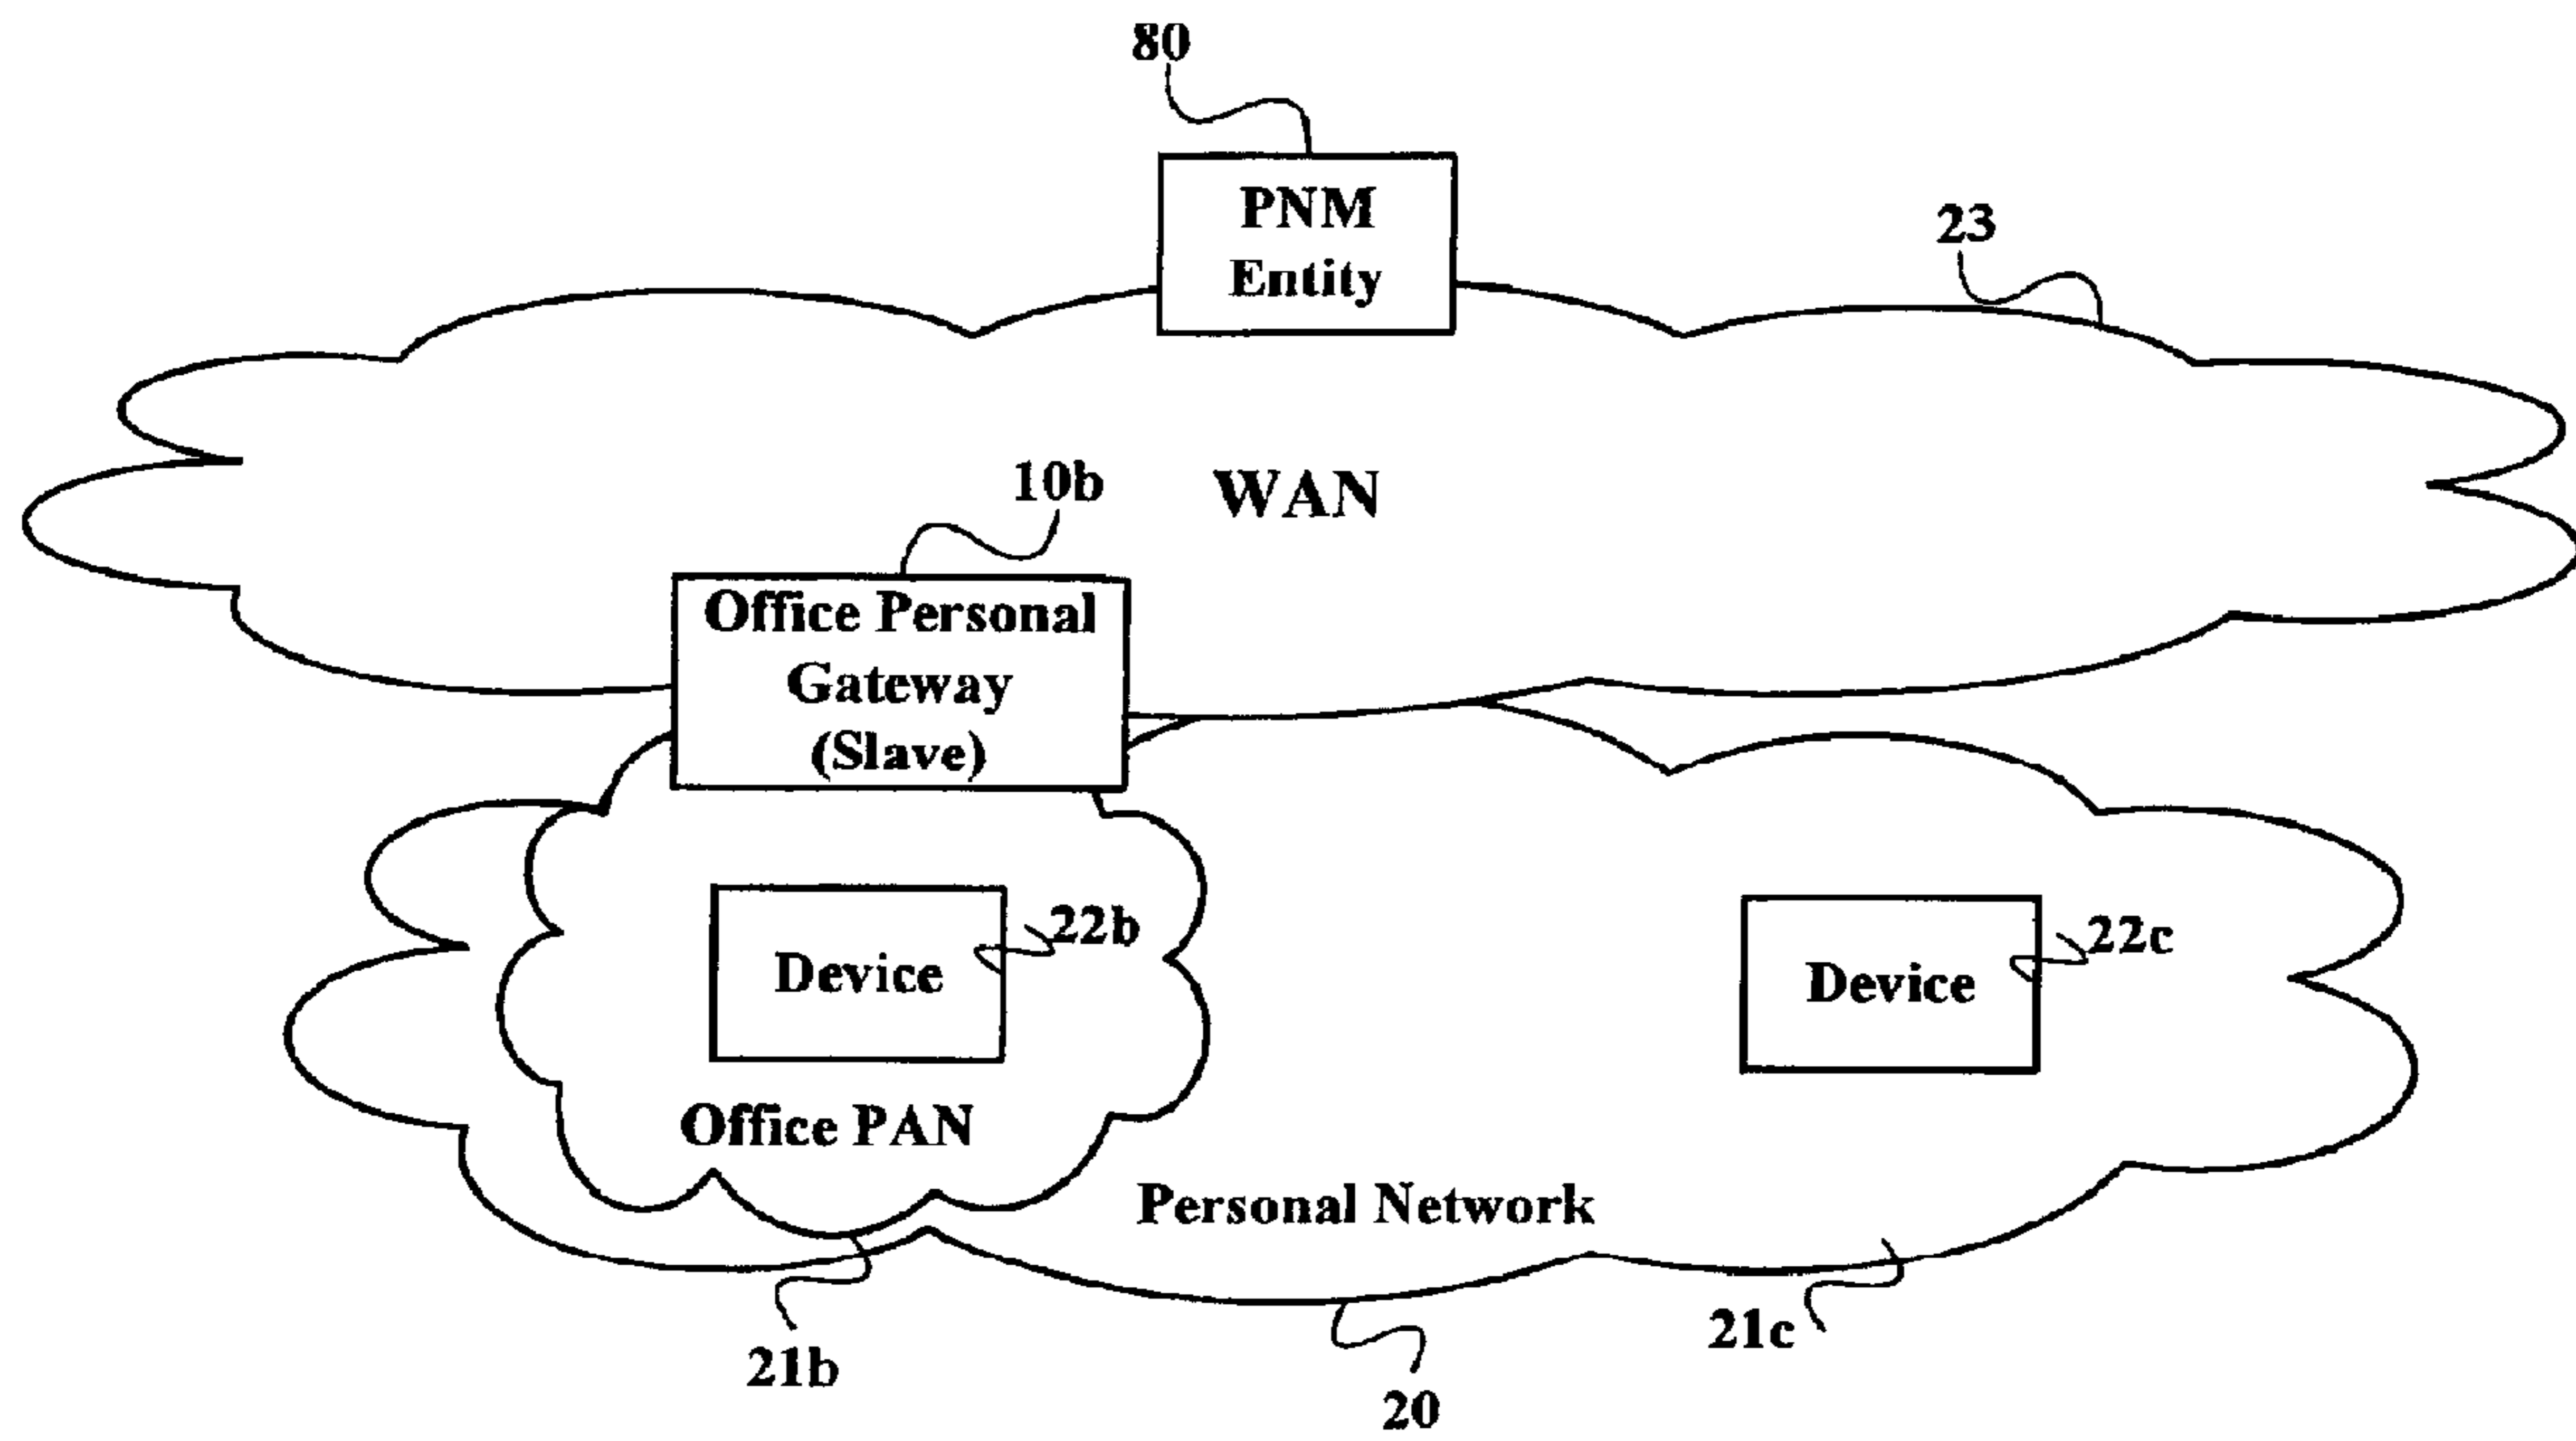 80
PNM
Entity
23
10b
WAN
Office Personal
Gateway
(Slave)
22b
Device
22c
Device
Office PAN
Personal Network
21b
21c
20